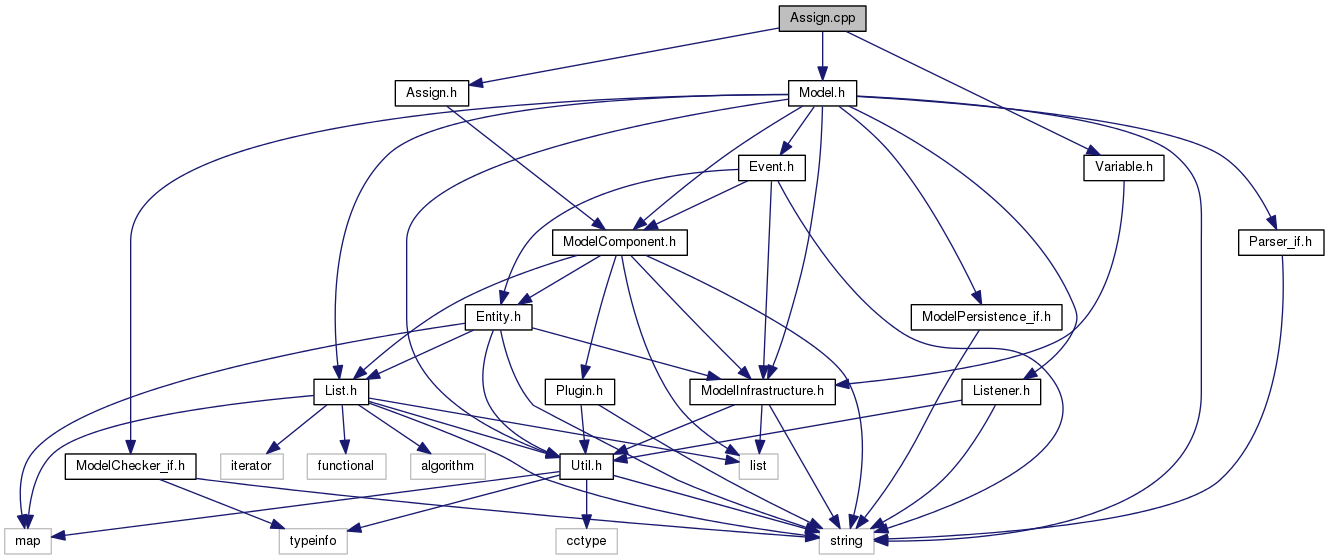 Assign.cpp
Assign.h
Model.h
Event.h
Variable.h
ModelComponent.h
Parser_if.h
Entity.h
ModelPersistence_if.h
List.h
Plugin.h
ModelInfrastructure.h
Listener.h
ModelChecker_if.h
iterator
functional
algorithm
Util.h
list
map
typeinfo
cctype
string